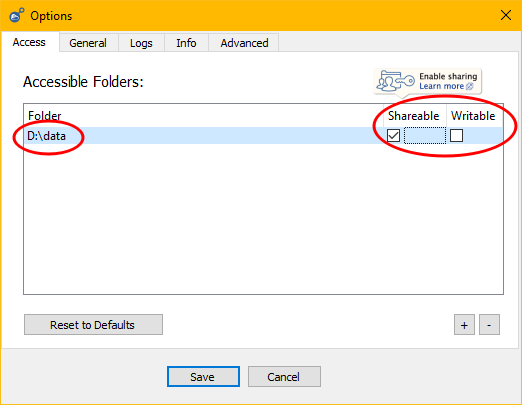 Options
Access General Logs Info Advanced
Accessible Folders:
Enable sharing
Learn more
Folder Shareable Writable
D:\data
Reset to Defaults + -
Save Cancel